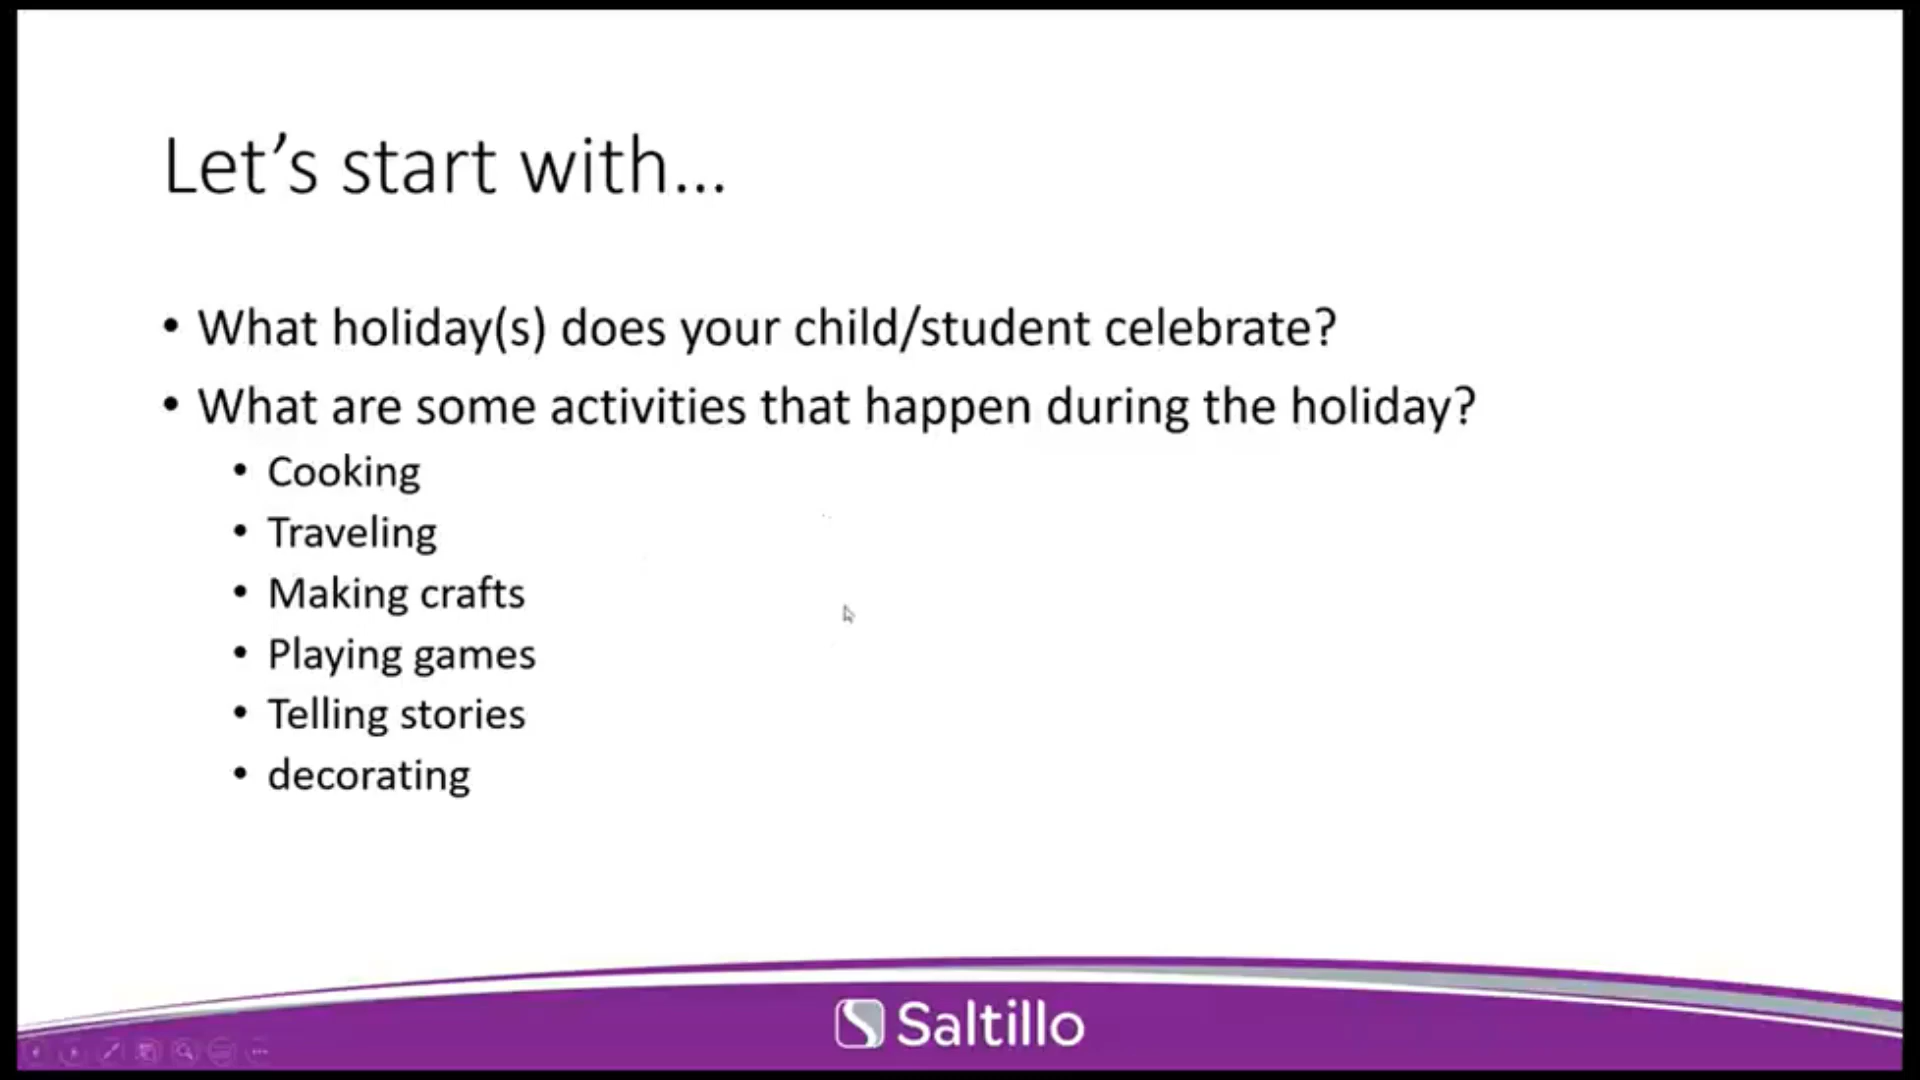 Let’s start with...
• What holiday(s) does your child/student celebrate?
• What are some activities that happen during the holiday?
• Cooking
• Traveling
• Making crafts
• Playing games
• Telling stories
• decorating
Saltillo